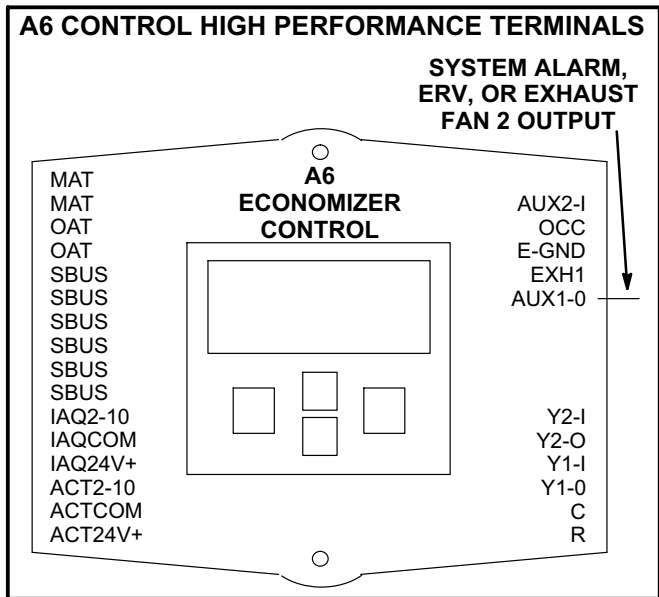 A6 CONTROL HIGH PERFORMANCE TERMINALS
SYSTEM ALARM,
ERV, OR EXHAUST
FAN 2 OUTPUT
A6
ECONOMIZER
CONTROL
MAT
MAT
OAT
OAT
SBUS
SBUS
SBUS
SBUS
SBUS
SBUS
IAQ2-10
IAQCOM
IAQ24V+
ACT2-10
ACTCOM
ACT24V+
AUX2-I
OCC
E-GND
EXH1
AUX1-0
Y2-I
Y2-O
Y1-I
Y1-0
C
R